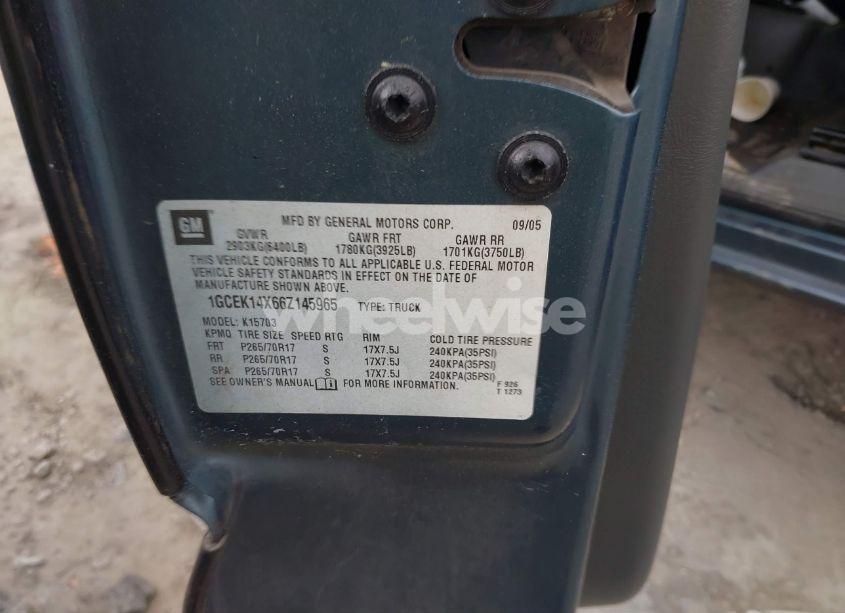 GM
MFD BY GENERAL MOTORS CORP. 09/05
GVWR GAWR FRT GAWR RR
2903KG(6400LB) 1780KG(3925LB) 1701KG(3750LB)
THIS VEHICLE CONFORMS TO ALL APPLICABLE U.S. FEDERAL MOTOR
VEHICLE SAFETY STANDARDS IN EFFECT ON THE DATE OF
MANUFACTURE SHOWN ABOVE.
1GCEK14X66Z145965 TYPE: TRUCK
wheelwise
MODEL: K15703
KPMQ TIRE SIZE SPEED RTG RIM COLD TIRE PRESSURE
FRT P265/70R17 S 17X7.5J 240KPA(35PSI)
RR P265/70R17 S 17X7.5J 240KPA(35PSI)
SPA P265/70R17 S 17X7.5J 240KPA(35PSI)
SEE OWNER'S MANUAL FOR MORE INFORMATION.
F 926
T 1273